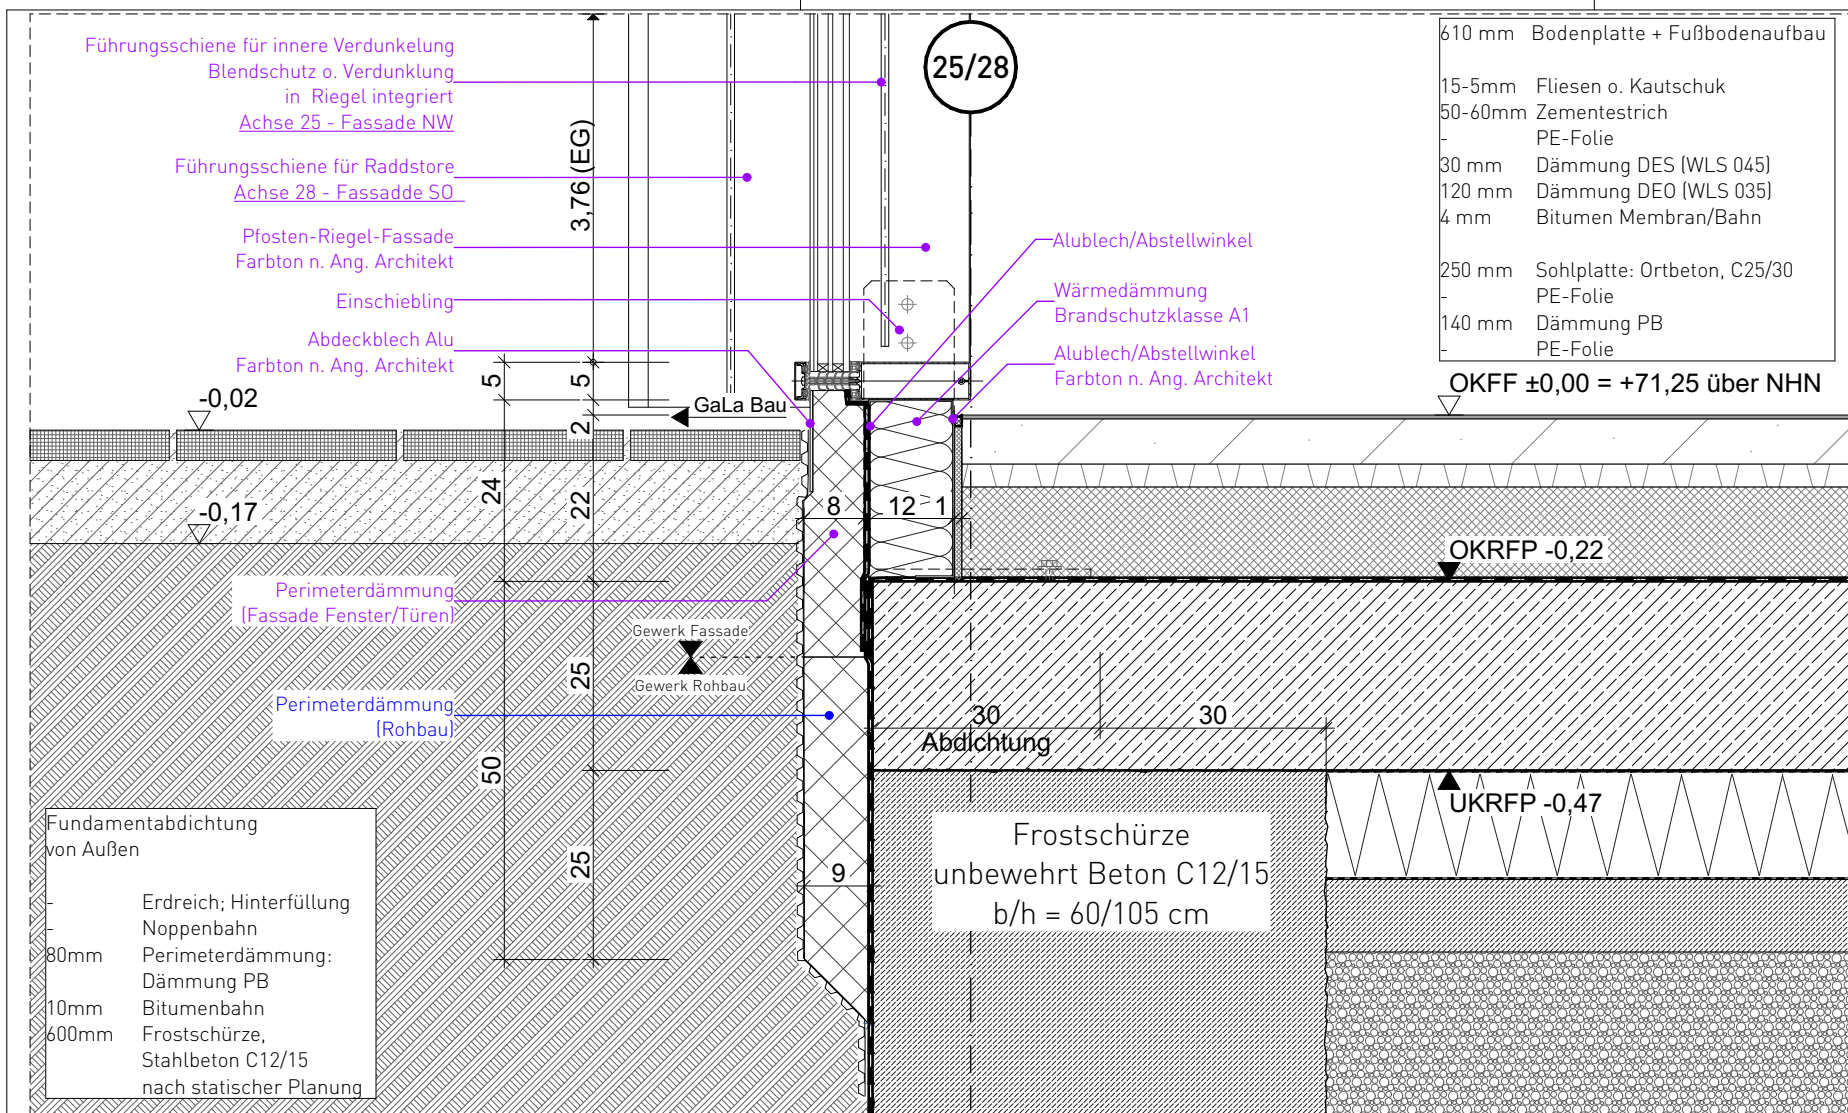 Führungsschiene für innere Verdunkelung
Blendschutz o. Verdunklung
in Riegel integriert
Achse 25 - Fassade NW
Führungsschiene für Raddstore
Achse 28 - Fassadde SO
Pfosten-Riegel-Fassade
Farbton n. Ang. Architekt
Einschiebling
Abdeckblech Alu
Farbton n. Ang. Architekt
3,76 (EG)
25/28
610 mm Bodenplatte + Fußbodenaufbau
15-5mm Fliesen o. Kautschuk
50-60mm Zementestrich
- PE-Folie
30 mm Dämmung DES (WLS 045)
120 mm Dämmung DEO (WLS 035)
4 mm Bitumen Membran/Bahn
250 mm Sohlplatte: Ortbeton, C25/30
- PE-Folie
140 mm Dämmung PB
- PE-Folie
Alublech/Abstellwinkel
Wärmedämmung
Brandschutzklasse A1
Alublech/Abstellwinkel
Farbton n. Ang. Architekt
OKFF ±0,00 = +71,25 über NHN
-0,02
5
5
GaLa Bau
2
24
22
8
12
1
-0,17
OKRFP -0,22
Perimeterdämmung
(Fassade Fenster/Türen)
Gewerk Fassade
Gewerk Rohbau
25
Perimeterdämmung
(Rohbau)
30
30
Abdichtung
50
UKRFP -0,47
25
9
Frostschürze
unbewehrt Beton C12/15
b/h = 60/105 cm
Fundamentabdichtung
von Außen
- Erdreich; Hinterfüllung
- Noppenbahn
80mm Perimeterdämmung:
Dämmung PB
10mm Bitumenbahn
600mm Frostschürze,
Stahlbeton C12/15
nach statischer Planung